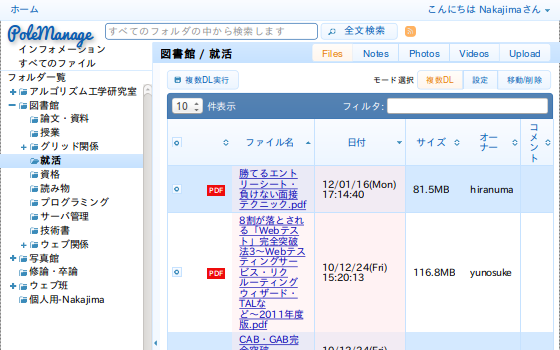 ホーム
こんにちは Nakajimaさん
PoleManage
すべてのフォルダの中から検索します
全文検索
インフォメーション
すべてのファイル
フォルダ一覧
アルゴリズム工学研究室
図書館
論文・資料
授業
グリッド関係
就活
資格
読み物
プログラミング
サーバ管理
技術書
ウェブ関係
写真館
修論・卒論
ウェブ班
個人用-Nakajima
図書館 / 就活
Files
Notes
Photos
Videos
Upload
複数DL実行
モード選択
複数DL
設定
移動/削除
10 件表示
フィルタ:
ファイル名
日付
サイズ
オー
ナー
コ
メ
ン
ト
PDF
勝てるエント
リーシート・
負けない面接
テクニック.pdf
12/01/16(Mon)
17:14:40
81.5MB
hiranuma
PDF
8割が落とされ
る「Webテス
ト」完全突破
法3〜Webテス
ティングサー
ビス・リク
ルーティング
ウィザード・
TALな
ど〜2011年度
版.pdf
10/12/24(Fri)
15:20:13
116.8MB
yunosuke
CAB・GAB完
全突破
10/12/24(Fri)